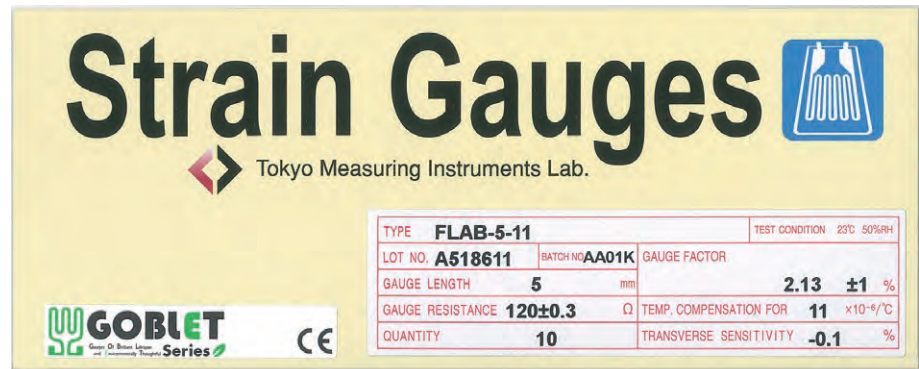 Strain Gauges
Tokyo Measuring Instruments Lab.
TYPE FLAB-5-11 TEST CONDITION 23℃ 50%RH
LOT NO. A518611 BATCH NO AA01K GAUGE FACTOR
GAUGE LENGTH 5 mm 2.13 ±1 %
GAUGE RESISTANCE 120±0.3 Ω TEMP. COMPENSATION FOR 11 ×10⁻⁶/℃
QUANTITY 10 TRANSVERSE SENSITIVITY -0.1 %
GOBLET
Series
CE